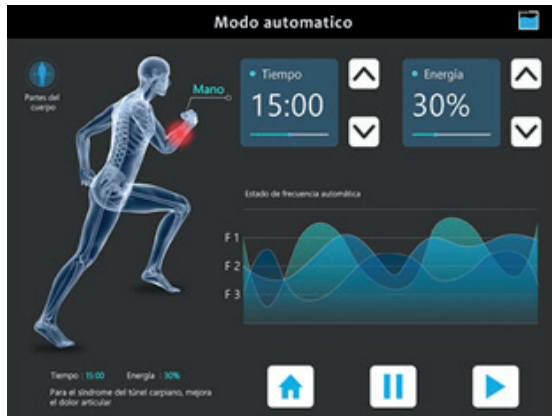 Modo automatico
Partes del
cuerpo
Mano
• Tiempo
15:00
• Energía
30%
Estado de frecuencia automática
F 1
F 2
F 3
Tiempo : 15:00 Energía : 30%
Para el síndrome del túnel carpiano, mejora
el dolor articular